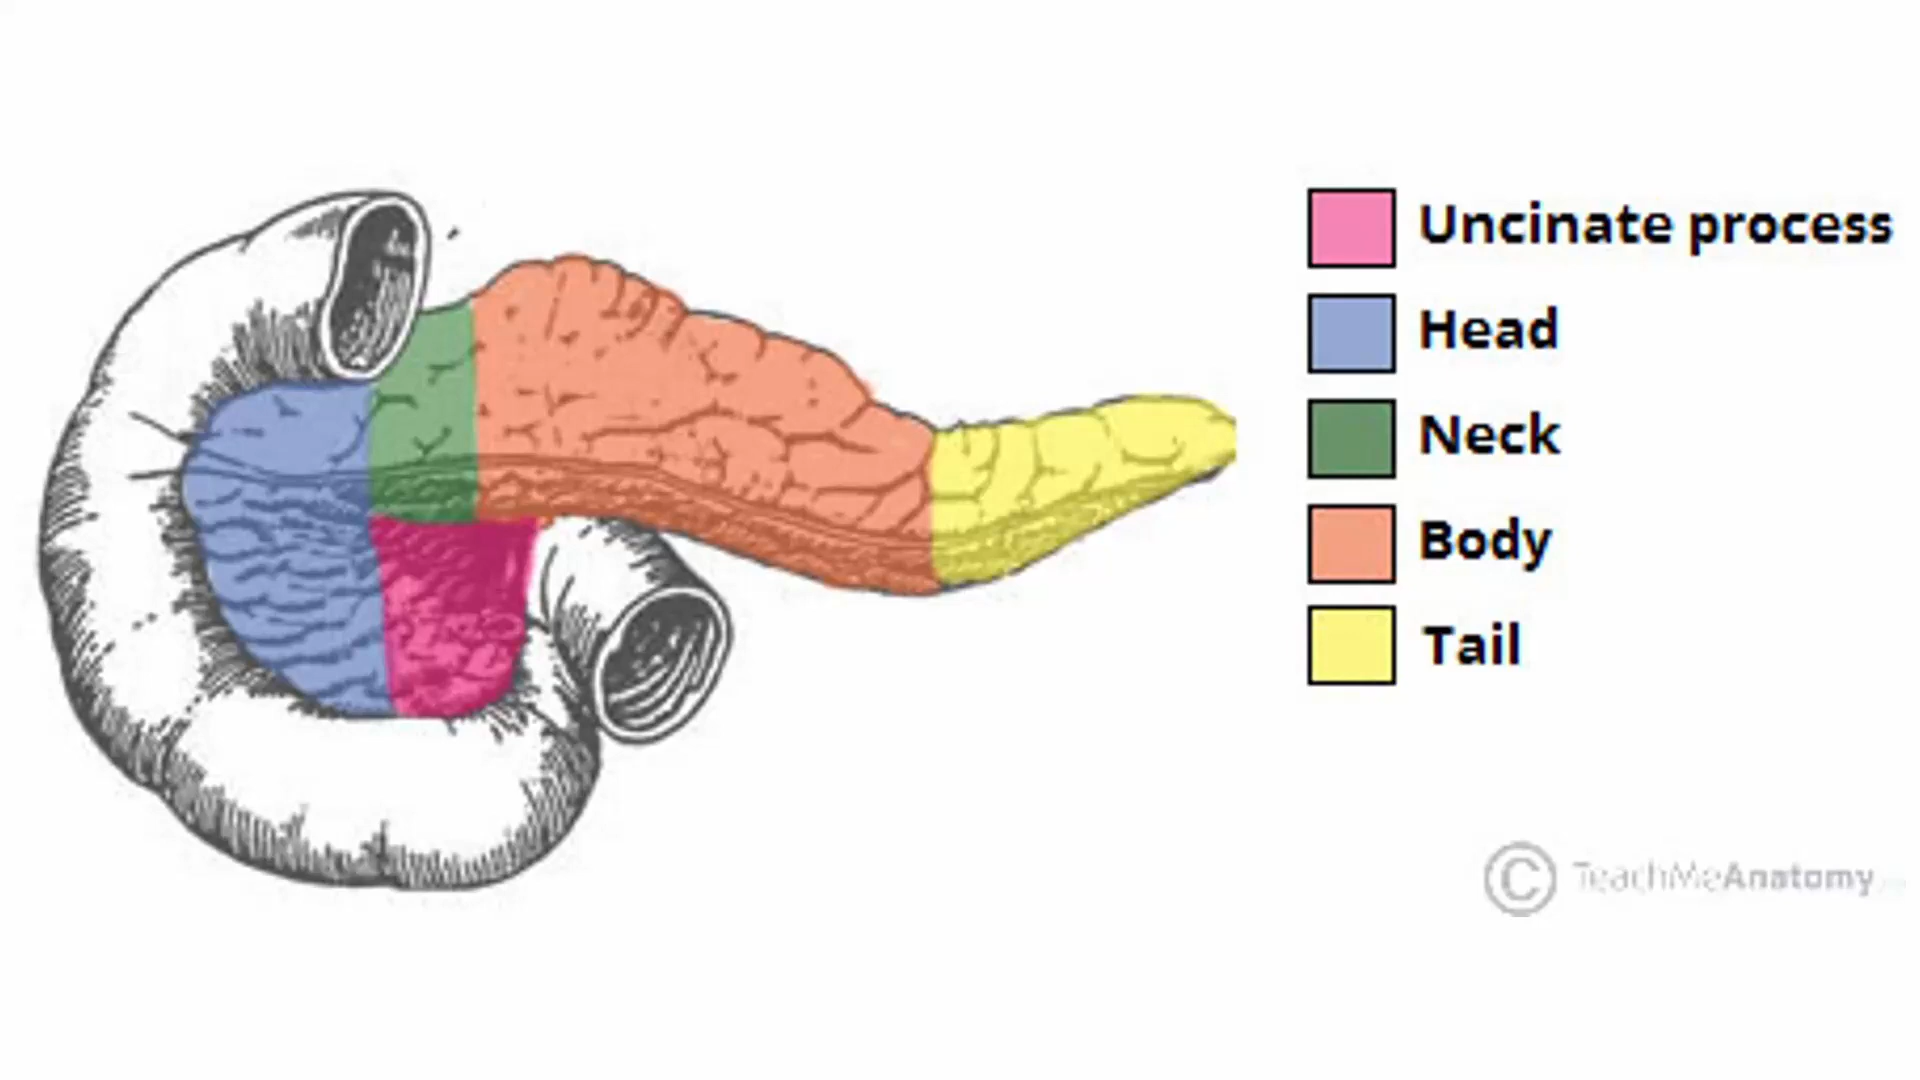 Uncinate process
Head
Neck
Body
Tail
© TeachMeAnatomy